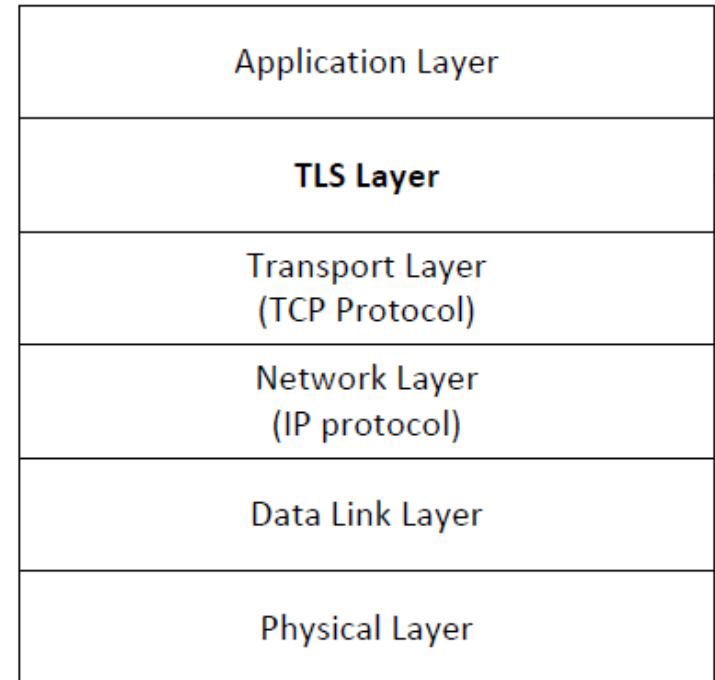 Application Layer
TLS Layer
Transport Layer
(TCP Protocol)
Network Layer
(IP protocol)
Data Link Layer
Physical Layer